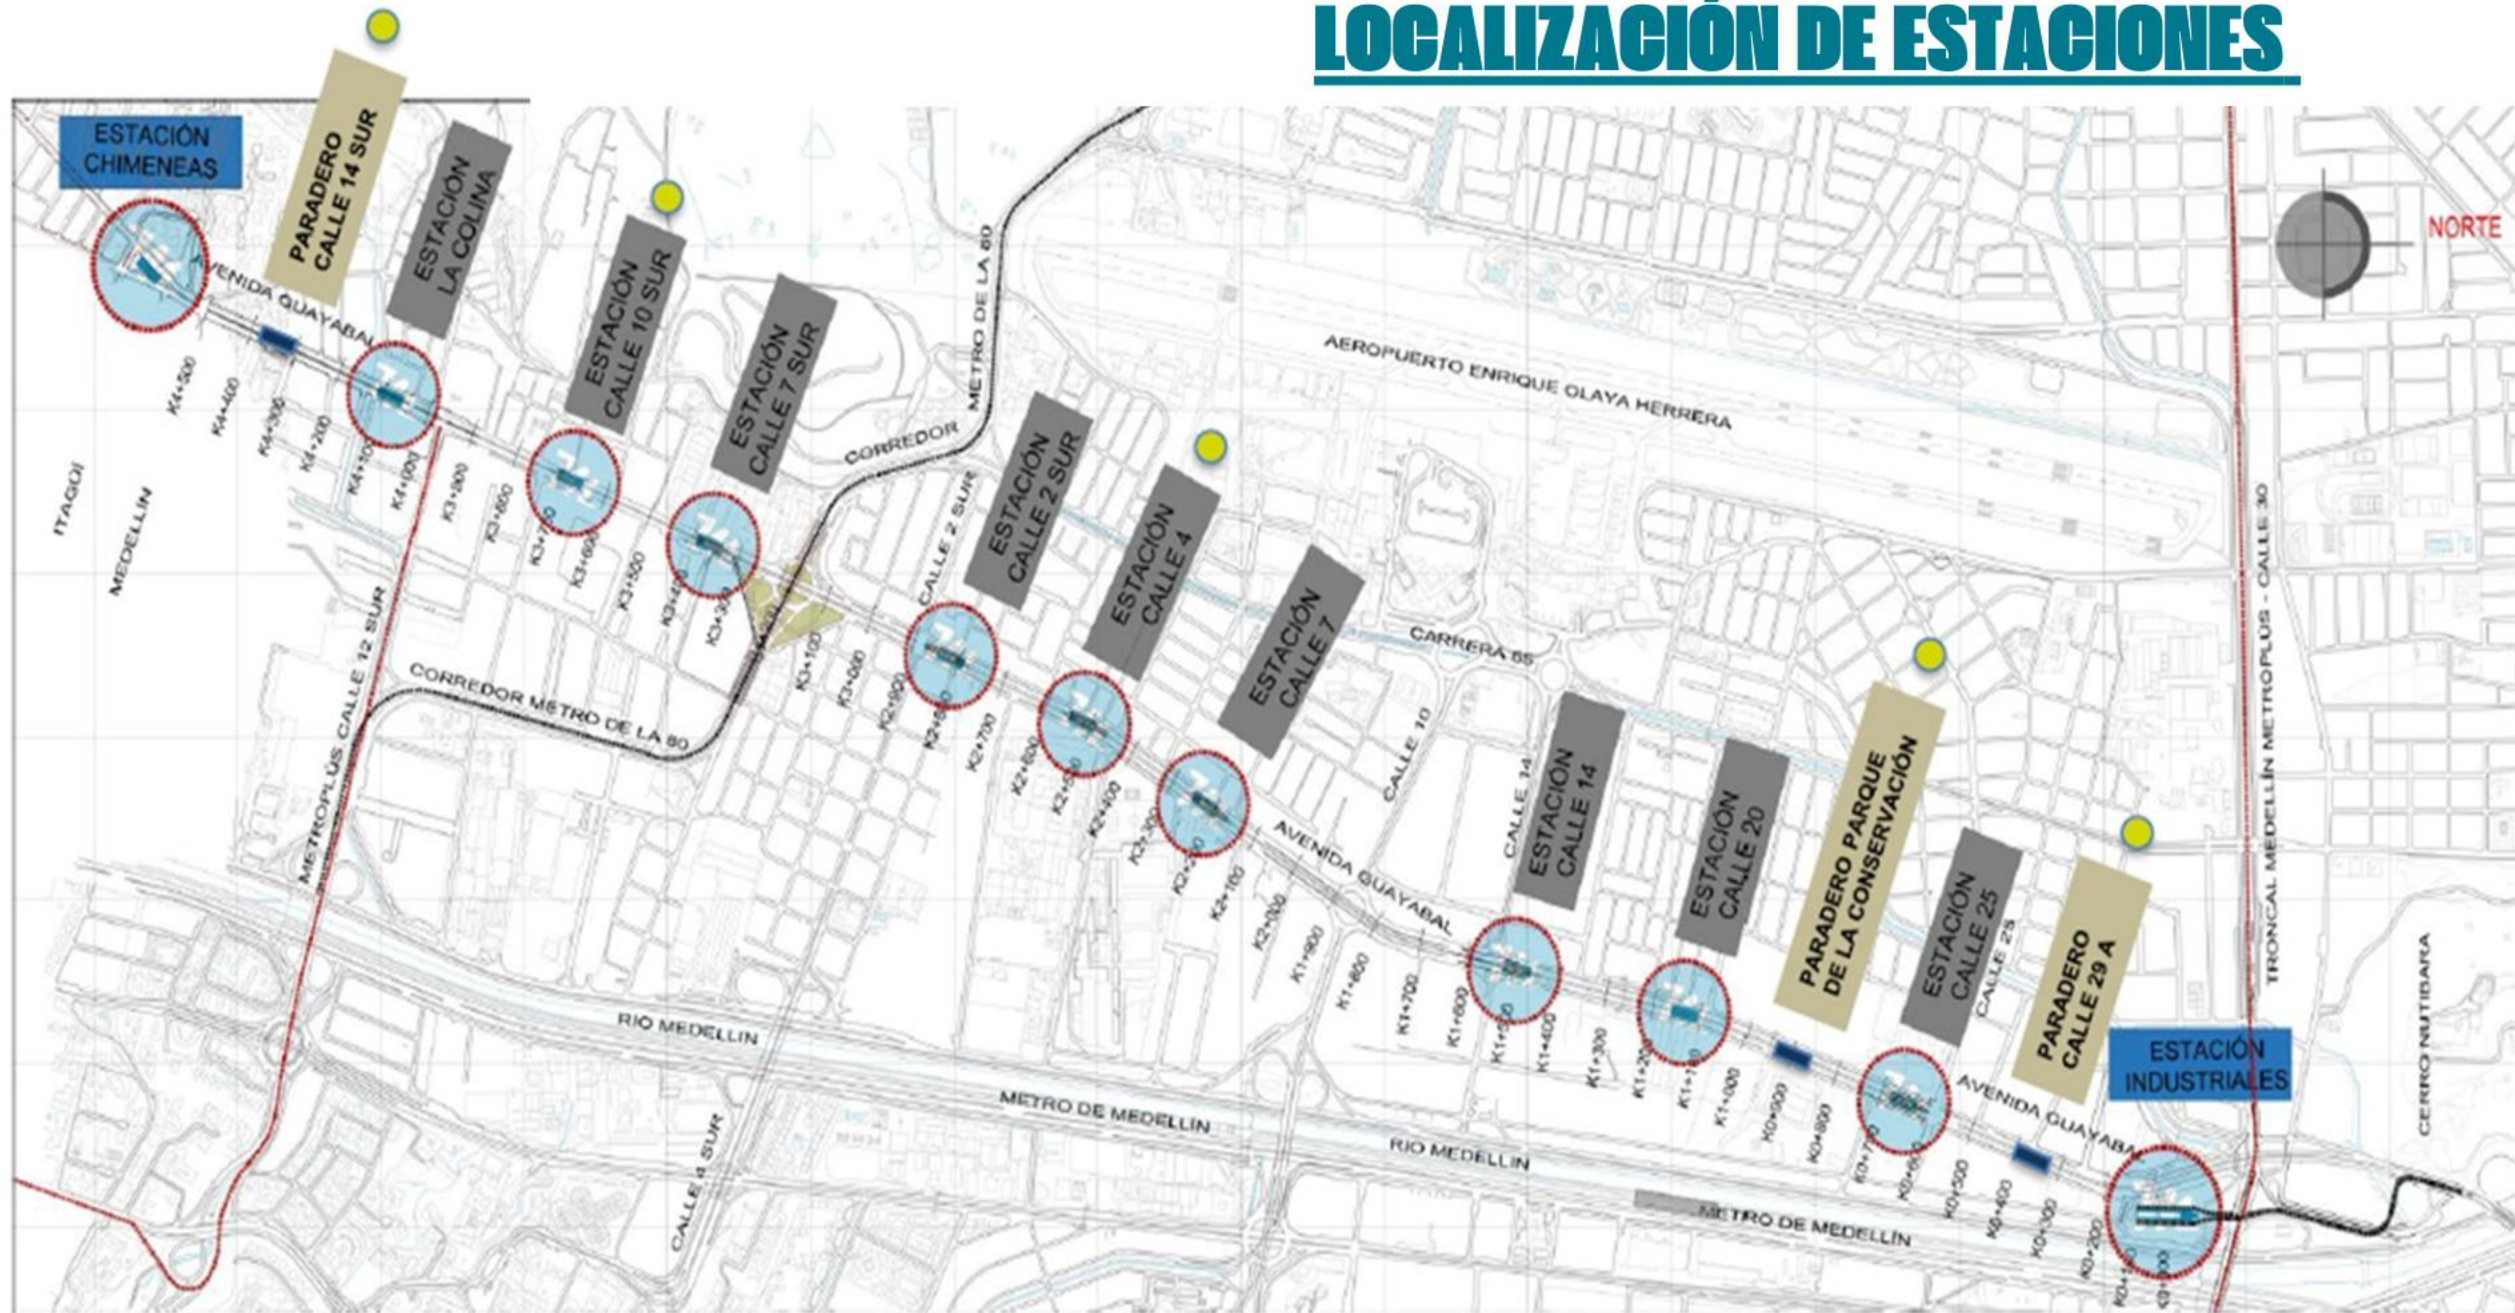 LOCALIZACIÓN DE ESTACIONES
ESTACIÓN
CHIMENEAS
PARADERO
CALLE 14 SUR
ESTACIÓN
LA COLINA
ESTACIÓN
CALLE 10 SUR
ESTACIÓN
CALLE 7 SUR
ESTACIÓN
CALLE 2 SUR
ESTACIÓN
CALLE 4
ESTACIÓN
CALLE 7
ESTACIÓN
CALLE 14
ESTACIÓN
CALLE 20
PARADERO PARQUE
DE LA CONSERVACIÓN
ESTACIÓN
CALLE 25
PARADERO
CALLE 29 A
ESTACIÓN
INDUSTRIALES
NORTE
AVENIDA GUAYABAL
CORREDOR
METRO DE LA 80
AEROPUERTO ENRIQUE OLAYA HERRERA
CALLE 2 SUR
CARRERA 65
CALLE 10
CALLE 14
CALLE 25
TRONCAL MEDELLÍN METROPLÚS - CALLE 30
CERRO NUTIBARA
ITAGÜÍ
MEDELLÍN
METROPLÚS CALLE 12 SUR
CORREDOR METRO DE LA 80
AVENIDA GUAYABAL
AVENIDA GUAYABAL
RIO MEDELLIN
METRO DE MEDELLÍN
RIO MEDELLIN
METRO DE MEDELLÍN
CALLE 4 SUR
K4+500
K4+400
K4+300
K4+200
K4+000
K3+800
K3+600
K3+500
K3+100
K3+000
K2+900
K2+700
K2+600
K2+400
K2+300
K2+100
K2+000
K1+900
K1+800
K1+700
K1+600
K1+400
K1+300
K1+000
K0+900
K0+800
K0+500
K0+400
K0+300
K0+200